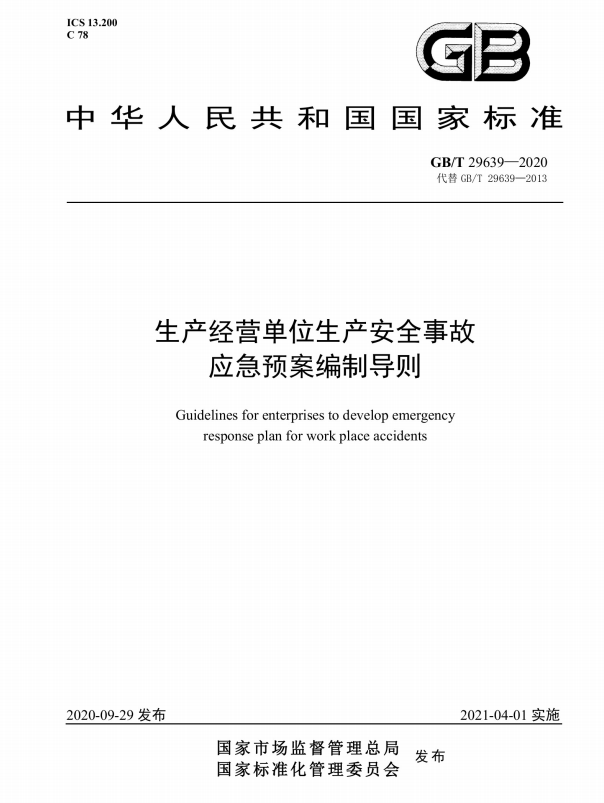 ICS 13.200
C 78
GB
中华人民共和国国家标准
GB/T 29639—2020
代替 GB/T 29639—2013
生产经营单位生产安全事故
应急预案编制导则
Guidelines for enterprises to develop emergency
response plan for work place accidents
2020-09-29 发布
2021-04-01 实施
国家市场监督管理总局
国家标准化管理委员会
发布